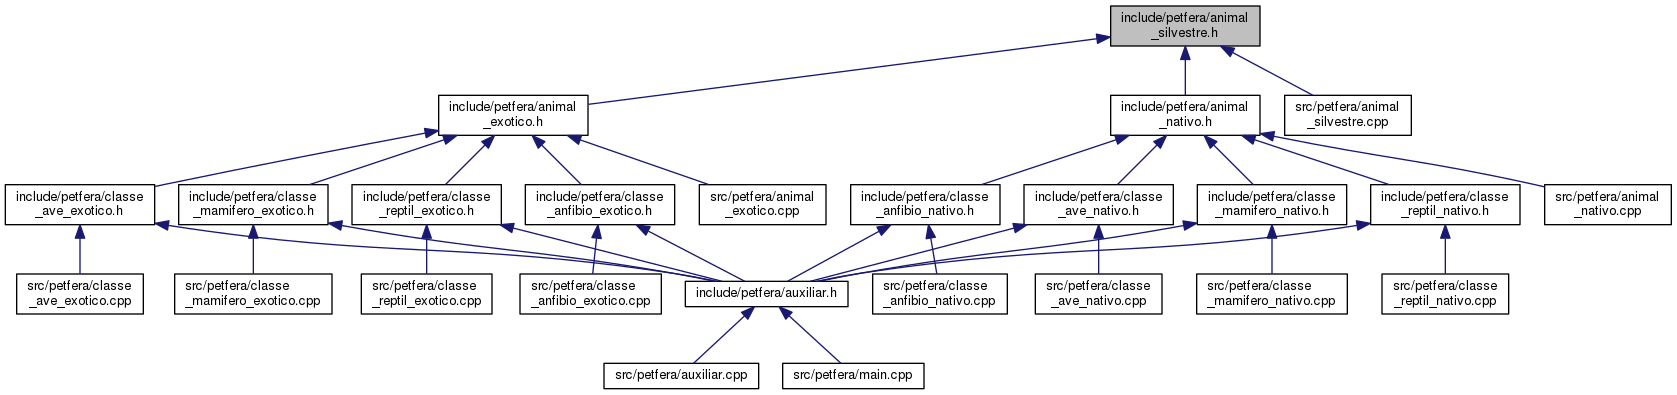 include/petfera/animal
_silvestre.h
include/petfera/animal
_exotico.h
include/petfera/animal
_nativo.h
src/petfera/animal
_silvestre.cpp
include/petfera/classe
_ave_exotico.h
include/petfera/classe
_mamifero_exotico.h
include/petfera/classe
_reptil_exotico.h
include/petfera/classe
_anfibio_exotico.h
src/petfera/animal
_exotico.cpp
include/petfera/classe
_anfibio_nativo.h
include/petfera/classe
_ave_nativo.h
include/petfera/classe
_mamifero_nativo.h
include/petfera/classe
_reptil_nativo.h
src/petfera/animal
_nativo.cpp
src/petfera/classe
_ave_exotico.cpp
src/petfera/classe
_mamifero_exotico.cpp
src/petfera/classe
_reptil_exotico.cpp
src/petfera/classe
_anfibio_exotico.cpp
include/petfera/auxiliar.h
src/petfera/classe
_anfibio_nativo.cpp
src/petfera/classe
_ave_nativo.cpp
src/petfera/classe
_mamifero_nativo.cpp
src/petfera/classe
_reptil_nativo.cpp
src/petfera/auxiliar.cpp
src/petfera/main.cpp